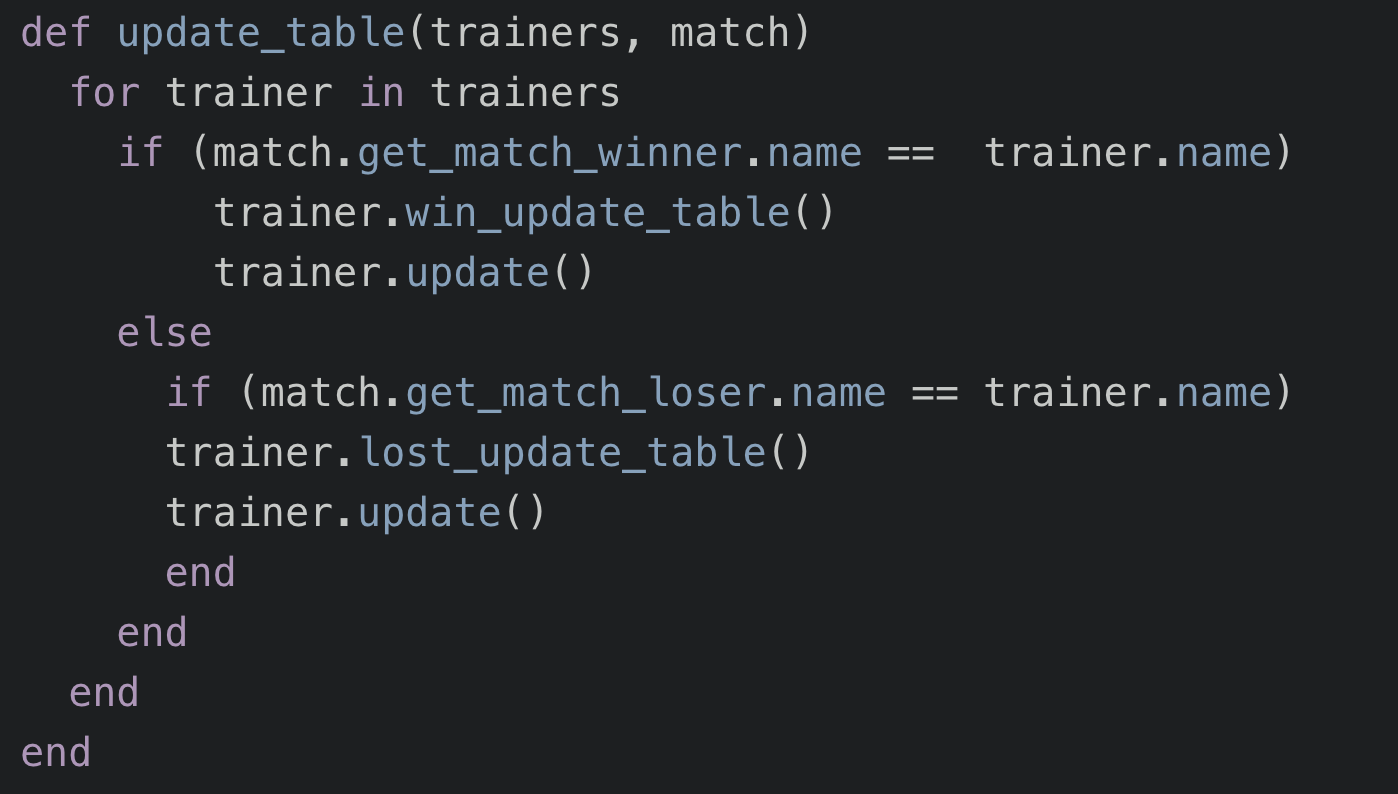 def update_table(trainers, match)
  for trainer in trainers
    if (match.get_match_winner.name ==  trainer.name)
        trainer.win_update_table()
        trainer.update()
    else
      if (match.get_match_loser.name == trainer.name)
      trainer.lost_update_table()
      trainer.update()
      end
    end
  end
end